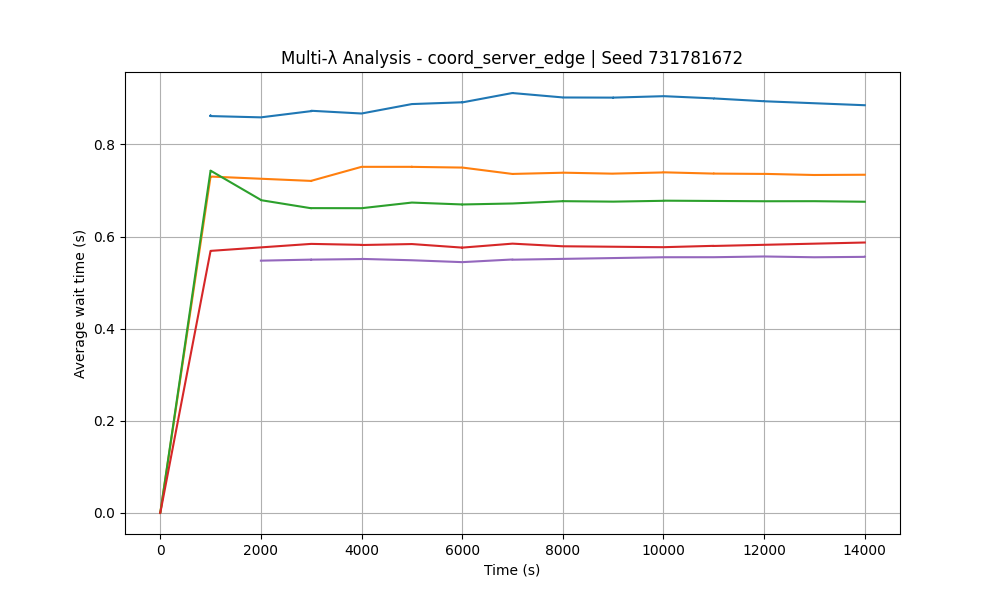 Multi-λ Analysis - coord_server_edge | Seed 731781672
Average wait time (s)
0.8
0.6
0.4
0.2
0.0
0 2000 4000 6000 8000 10000 12000 14000
Time (s)